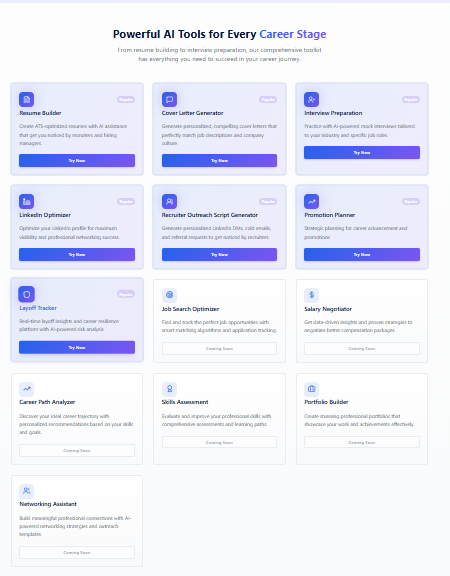 Powerful AI Tools for Every Career Stage
From resume building to interview preparation, our comprehensive toolkit
has everything you need to succeed in your career journey.
Popular
Resume Builder
Create ATS-optimized resumes with AI assistance
that get you noticed by recruiters and hiring
managers.
Try Now
Popular
Cover Letter Generator
Generate personalized, compelling cover letters that
perfectly match job descriptions and company
culture.
Try Now
Popular
Interview Preparation
Practice with AI-powered mock interviews tailored
to your industry and specific job roles.
Try Now
Popular
LinkedIn Optimizer
Optimize your LinkedIn profile for maximum
visibility and professional networking success.
Try Now
Popular
Recruiter Outreach Script Generator
Generate personalized LinkedIn DMs, cold emails,
and referral requests to get noticed by recruiters.
Try Now
Popular
Promotion Planner
Strategic planning for career advancement and
promotions
Try Now
Popular
Layoff Tracker
Real-time layoff insights and career resilience
platform with AI-powered risk analysis
Try Now
Job Search Optimizer
Find and track the perfect job opportunities with
smart matching algorithms and application tracking.
Coming Soon
Salary Negotiator
Get data-driven insights and proven strategies to
negotiate better compensation packages.
Coming Soon
Career Path Analyzer
Discover your ideal career trajectory with
personalized recommendations based on your skills
and goals.
Coming Soon
Skills Assessment
Evaluate and improve your professional skills with
comprehensive assessments and learning paths.
Coming Soon
Portfolio Builder
Create stunning professional portfolios that
showcase your work and achievements effectively.
Coming Soon
Networking Assistant
Build meaningful professional connections with AI-
powered networking strategies and outreach
templates.
Coming Soon